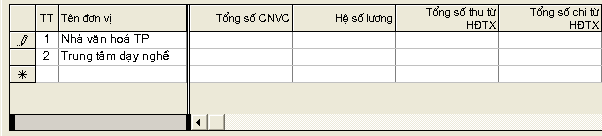 TT Tên đơn vị Tổng số CNVC Hệ số lương Tổng số thu từ HĐTX Tổng số chi từ HĐTX
1 Nhà văn hoá TP
2 Trung tâm dạy nghề